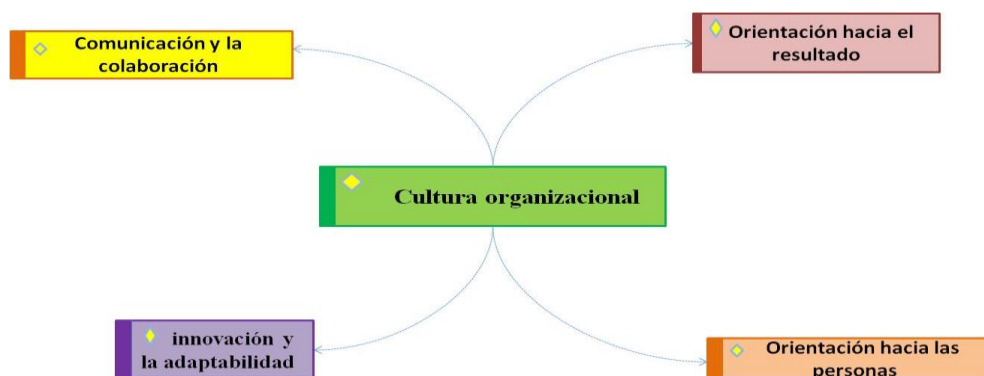 Comunicación y la
colaboración
Orientación hacia el
resultado
Cultura organizacional
innovación y
la adaptabilidad
Orientación hacia las
personas